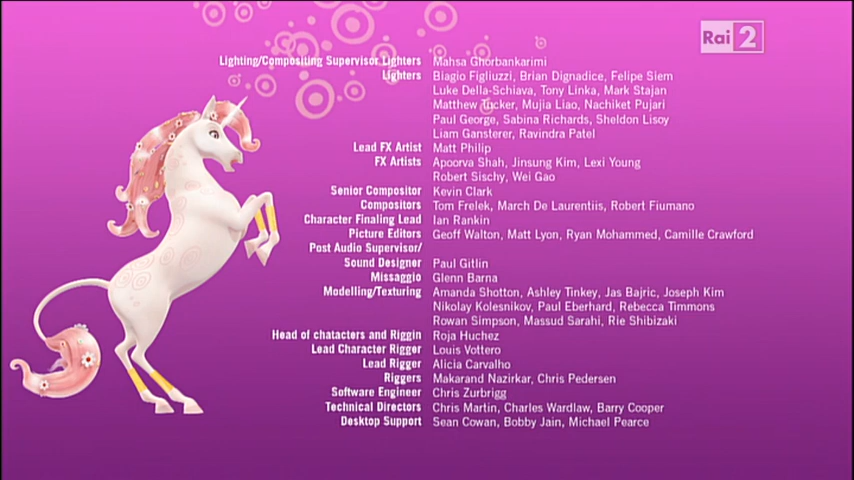 Rai 2
Lighting/Compositing Supervisor Lighters Mahsa Ghorbankarimi
Lighters Biagio Figliuzzi, Brian Dignadice, Felipe Siem
Luke Della-Schiava, Tony Linka, Mark Stajan
Matthew Tucker, Mujia Liao, Nachiket Pujari
Paul George, Sabina Richards, Sheldon Lisoy
Liam Gansterer, Ravindra Patel
Lead FX Artist Matt Philip
FX Artists Apoorva Shah, Jinsung Kim, Lexi Young
Robert Sischy, Wei Gao
Senior Compositor Kevin Clark
Compositors Tom Frelek, March De Laurentiis, Robert Fiumano
Character Finaling Lead Ian Rankin
Picture Editors Geoff Walton, Matt Lyon, Ryan Mohammed, Camille Crawford
Post Audio Supervisor/
Sound Designer Paul Gitlin
Missaggio Glenn Barna
Modelling/Texturing Amanda Shotton, Ashley Tinkey, Jas Bajric, Joseph Kim
Nikolay Kolesnikov, Paul Eberhard, Rebecca Timmons
Rowan Simpson, Massud Sarahi, Rie Shibizaki
Head of chatacters and Riggin Roja Huchez
Lead Character Rigger Louis Vottero
Lead Rigger Alicia Carvalho
Riggers Makarand Nazirkar, Chris Pedersen
Software Engineer Chris Zurbrigg
Technical Directors Chris Martin, Charles Wardlaw, Barry Cooper
Desktop Support Sean Cowan, Bobby Jain, Michael Pearce